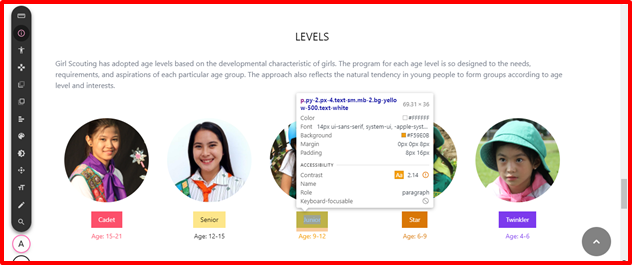 LEVELS
Girl Scouting has adopted age levels based on the developmental characteristic of girls. The program for each age level is so designed to the needs,
requirements, and aspirations of each particular age group. The approach also reflects the natural tendency in young people to form groups according to age
level and interests.
p.py-2.px-4.text-sm.mb-2.bg-yello
w-500.text-white
69.31 × 36
Color #FFFFFF
Font 14px ui-sans-serif, system-ui, -apple-syst…
Background #F59E0B
Margin 0px 0px 8px
Padding 8px 16px
ACCESSIBILITY
Contrast Aa 2.14
Name
Role paragraph
Keyboard-focusable
Cadet Senior Star Twinkler
Age: 15-21 Age: 12-15 Age: 9-12 Age: 6-9 Age: 4-6
A